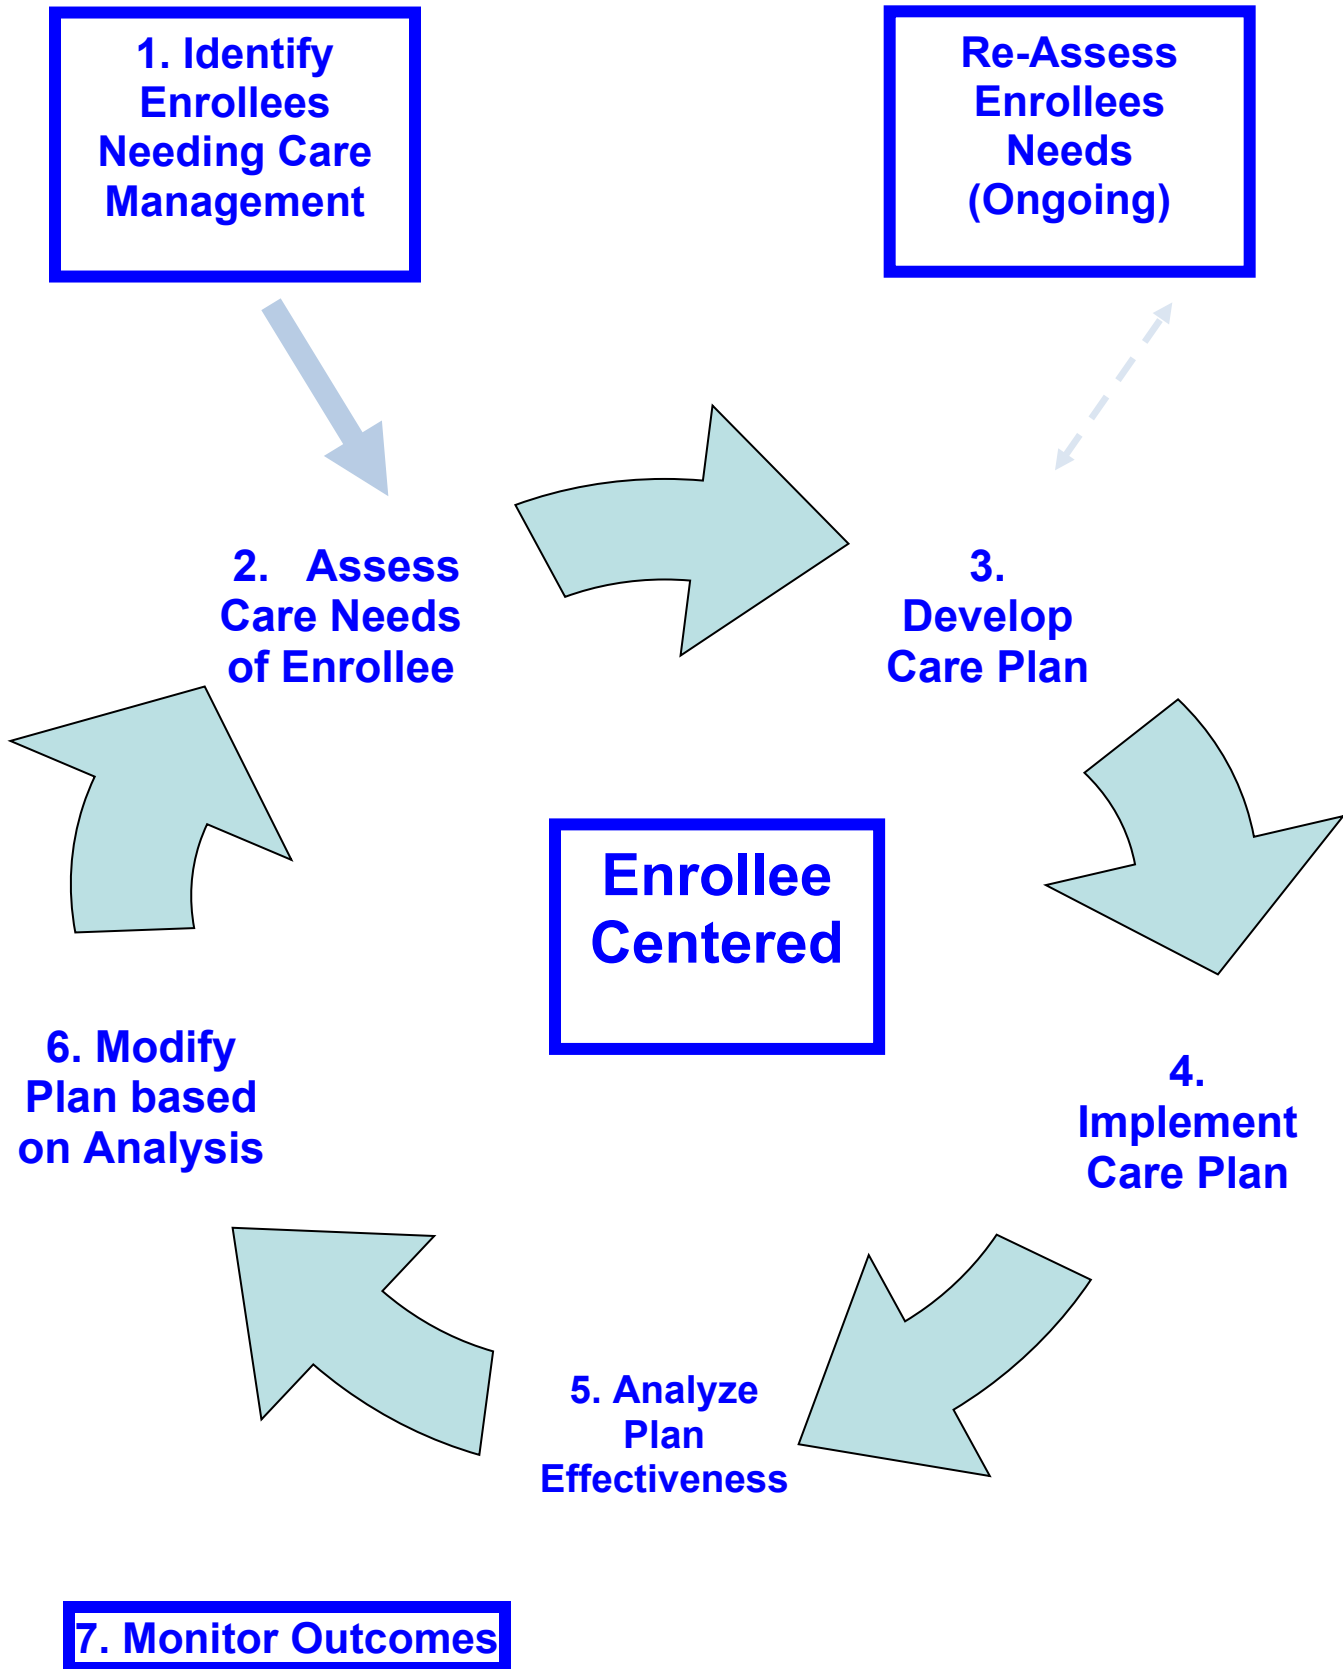 1. Identify
Enrollees
Needing Care
Management
Re-Assess
Enrollees
Needs
(Ongoing)
2. Assess
Care Needs
of Enrollee
3.
Develop
Care Plan
Enrollee
Centered
4.
Implement
Care Plan
5. Analyze
Plan
Effectiveness
6. Modify
Plan based
on Analysis
7. Monitor Outcomes